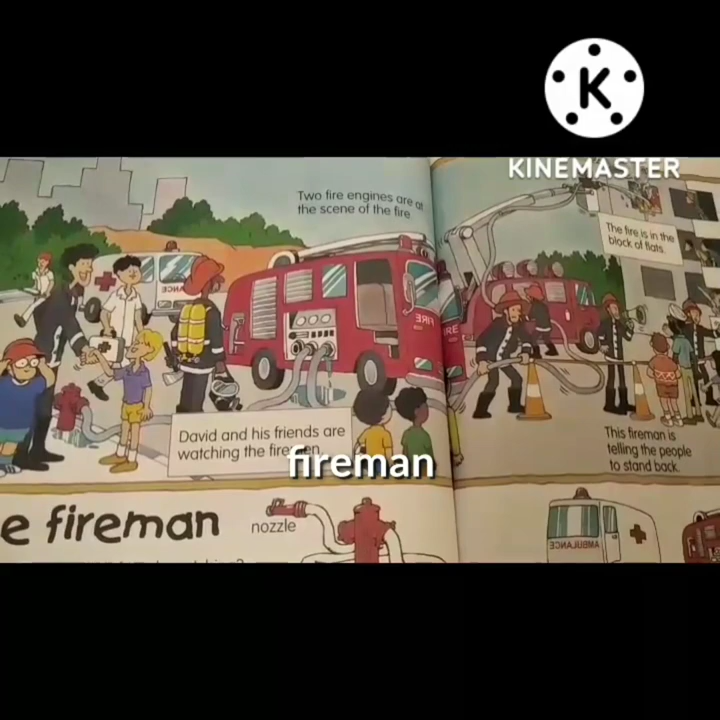 KINEMASTER
Two fire engines are at
the scene of the fire
The fire is in the
block of flats.
FIRE
FIRE
AMBULANCE
David and his friends are
watching the firemen
fireman
This fireman is
telling the people
to stand back.
e fireman
nozzle
AMBULANCE